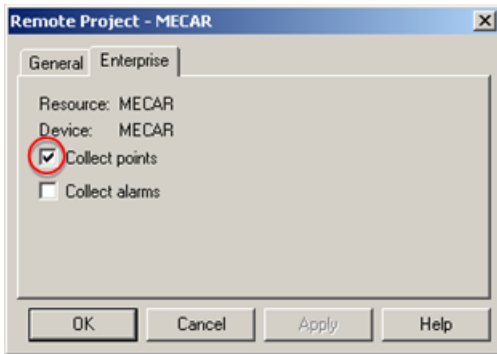 Remote Project - MECAR
General Enterprise
Resource: MECAR
Device: MECAR
Collect points
Collect alarms
OK Cancel Apply Help